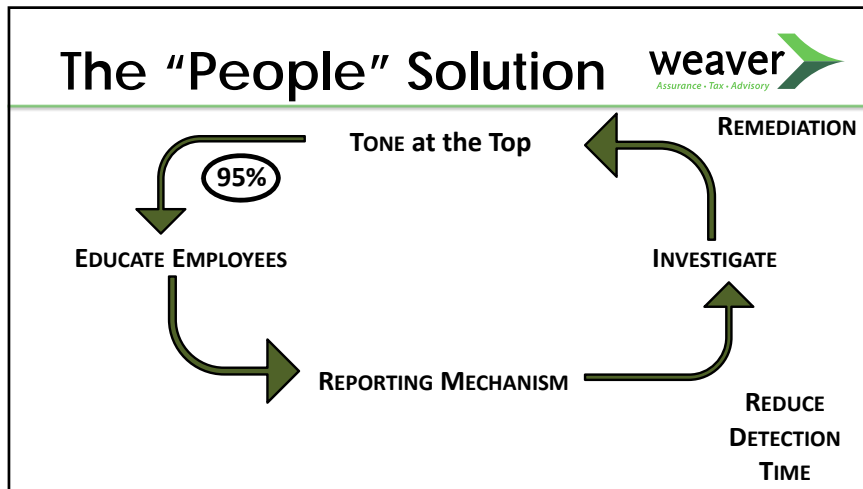 The “People” Solution
weaver
Assurance • Tax • Advisory
TONE at the Top
REMEDIATION
95%
EDUCATE EMPLOYEES
INVESTIGATE
REPORTING MECHANISM
REDUCE
DETECTION
TIME